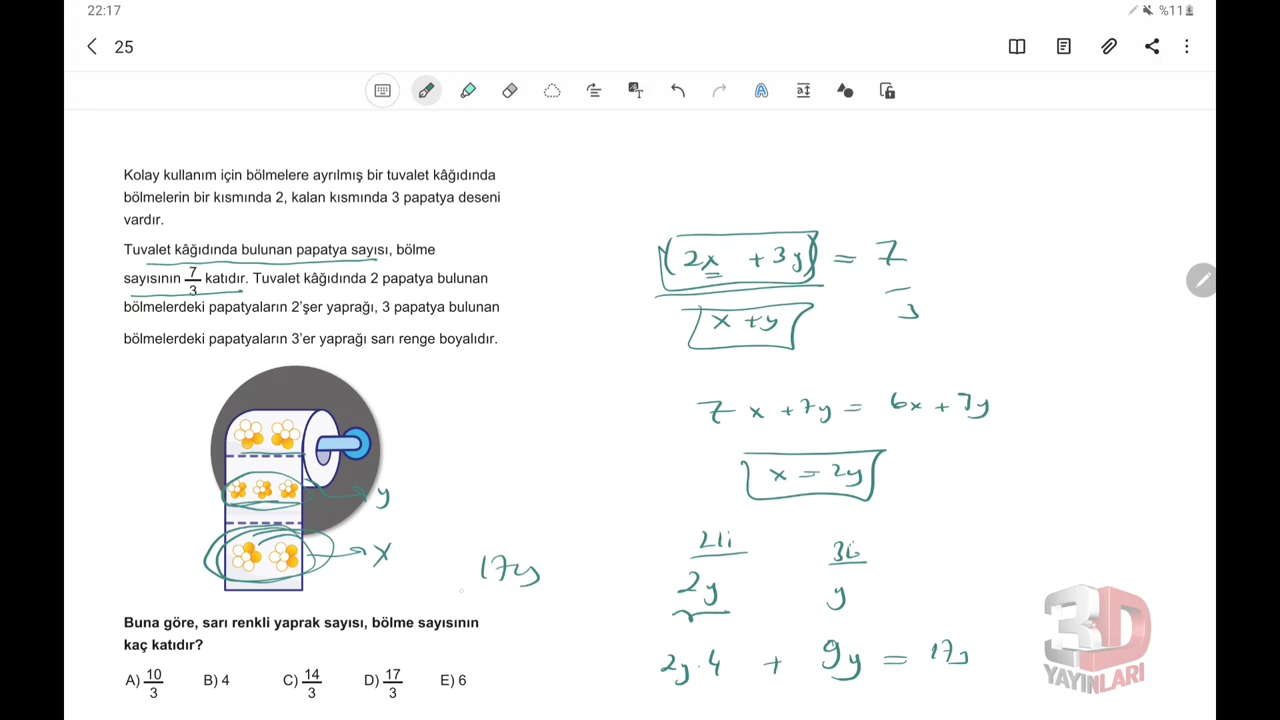 22:17
%11
25
Kolay kullanım için bölmelere ayrılmış bir tuvalet kâğıdında
bölmelerin bir kısmında 2, kalan kısmında 3 papatya deseni
vardır.
Tuvalet kâğıdında bulunan papatya sayısı, bölme
sayısının 7/3 katıdır. Tuvalet kâğıdında 2 papatya bulunan
bölmelerdeki papatyaların 2'şer yaprağı, 3 papatya bulunan
bölmelerdeki papatyaların 3'er yaprağı sarı renge boyalıdır.
y
x
17y
Buna göre, sarı renkli yaprak sayısı, bölme sayısının
kaç katıdır?
A) 10/3 B) 4 C) 14/3 D) 17/3 E) 6
(2x + 3y) = 7
x + y 3
7x + 7y = 6x + 9y
x = 2y
2li 3lü
2y y
2y.4 + 9y = 17y
3D
YAYINLARI